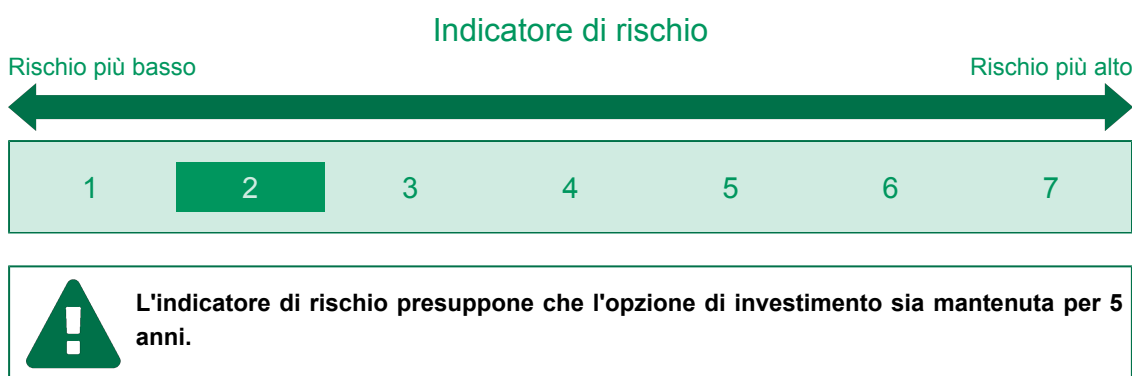 Indicatore di rischio
Rischio più basso Rischio più alto
1 2 3 4 5 6 7
L'indicatore di rischio presuppone che l'opzione di investimento sia mantenuta per 5
anni.